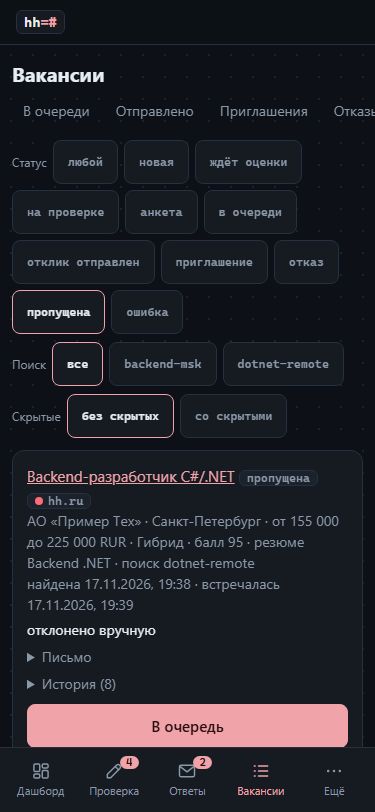 hh=#
Вакансии
В очереди Отправлено Приглашения Отказы
Статус любой новая ждёт оценки
на проверке анкета в очереди
отклик отправлен приглашение отказ
пропущена ошибка
Поиск все backend-msk dotnet-remote
Скрытые без скрытых со скрытыми
Backend-разработчик C#/.NET пропущена
hh.ru
АО «Пример Тех» · Санкт-Петербург · от 155 000
до 225 000 RUR · Гибрид · балл 95 · резюме
Backend .NET · поиск dotnet-remote
найдена 17.11.2026, 19:38 · встречалась
17.11.2026, 19:39
отклонено вручную
Письмо
История (8)
В очередь
4 2
Дашборд Проверка Ответы Вакансии Ещё